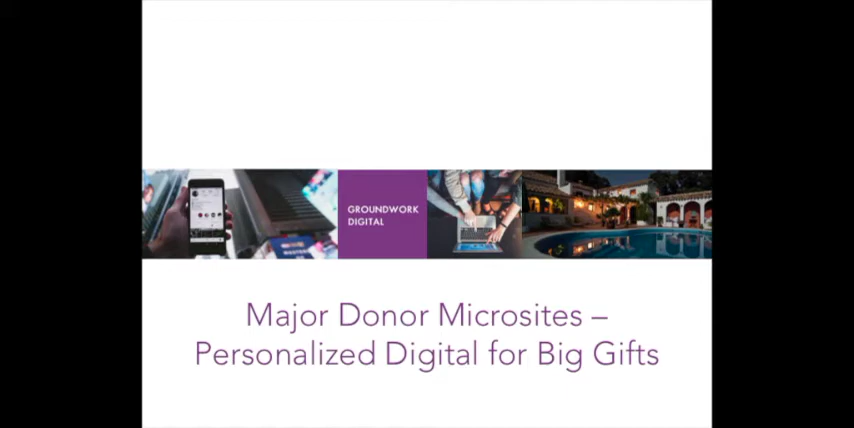 GROUNDWORK
DIGITAL
Major Donor Microsites –
Personalized Digital for Big Gifts